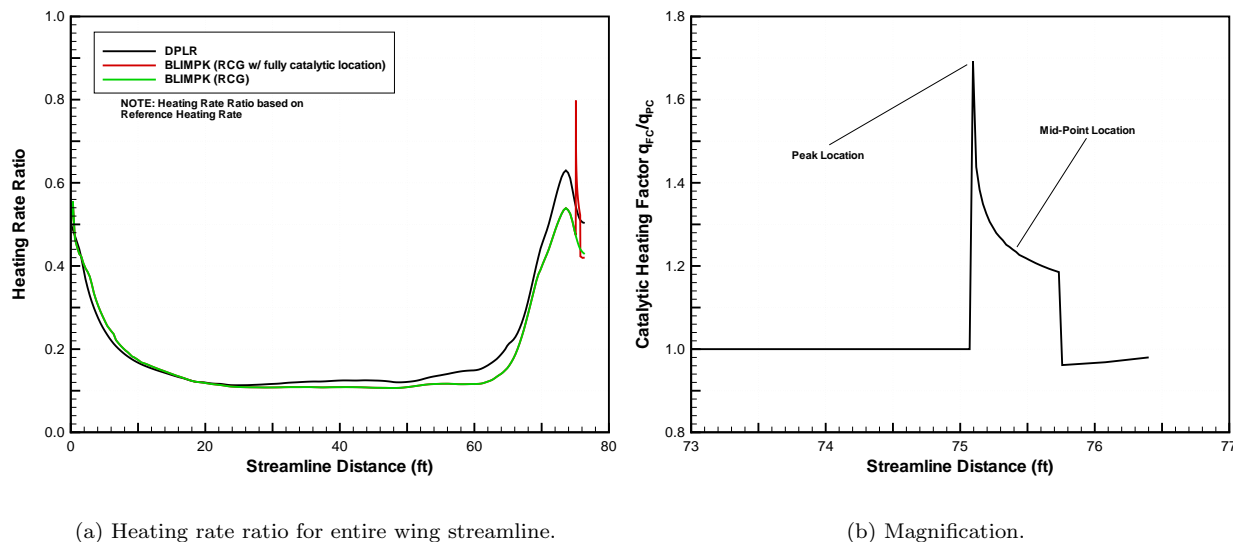 1.0
0.8
0.6
0.4
0.2
0.0
0
20
40
60
80
Heating Rate Ratio
Streamline Distance (ft)
DPLR
BLIMPK (RCG w/ fully catalytic location)
BLIMPK (RCG)
NOTE: Heating Rate Ratio based on
Reference Heating Rate
1.8
1.6
1.4
1.2
1.0
0.8
73
74
75
76
77
Catalytic Heating Factor qFC/qPC
Streamline Distance (ft)
Peak Location
Mid-Point Location
(a) Heating rate ratio for entire wing streamline.
(b) Magnification.